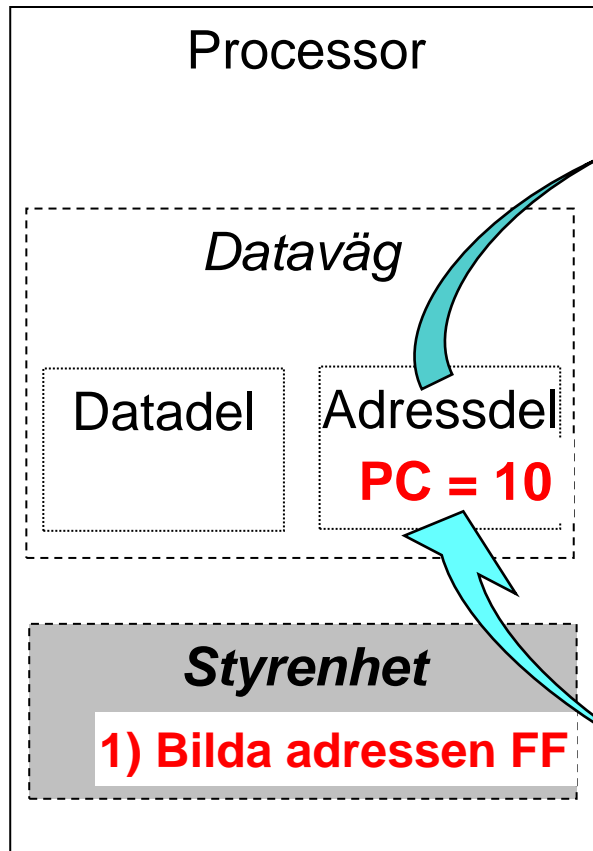 Processor
Dataväg
Datadel
Adressdel
PC = 10
Styrenhet
1) Bilda adressen FF